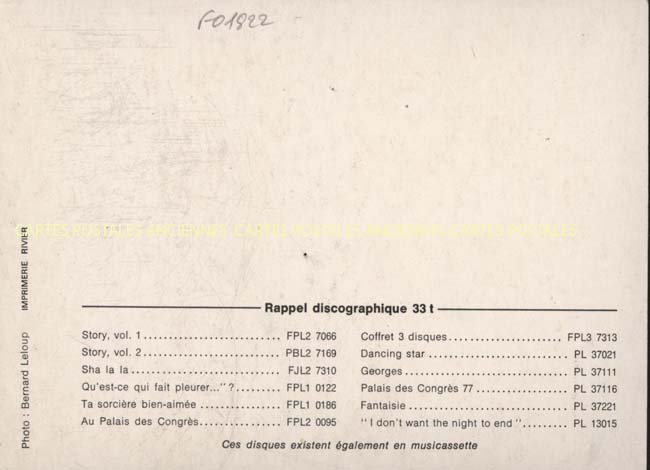 F01822
CARTES POSTALES ANCIENNES CARTES POSTALES ANCIENNES CARTES POSTALES
Rappel discographique 33 t
Story, vol. 1 ........ FPL2 7066
Story, vol. 2 ........ PBL2 7169
Sha la la ........ FJL2 7310
Qu'est-ce qui fait pleurer..." ? ........ FPL1 0122
Ta sorcière bien-aimée ........ FPL1 0186
Au Palais des Congrès ........ FPL2 0095
Coffret 3 disques ........ FPL3 7313
Dancing star ........ PL 37021
Georges ........ PL 37111
Palais des Congrès 77 ........ PL 37116
Fantaisie ........ PL 37221
" I don't want the night to end " ........ PL 13015
Ces disques existent également en musicassette
Photo : Bernard Leloup IMPRIMERIE RIVIER